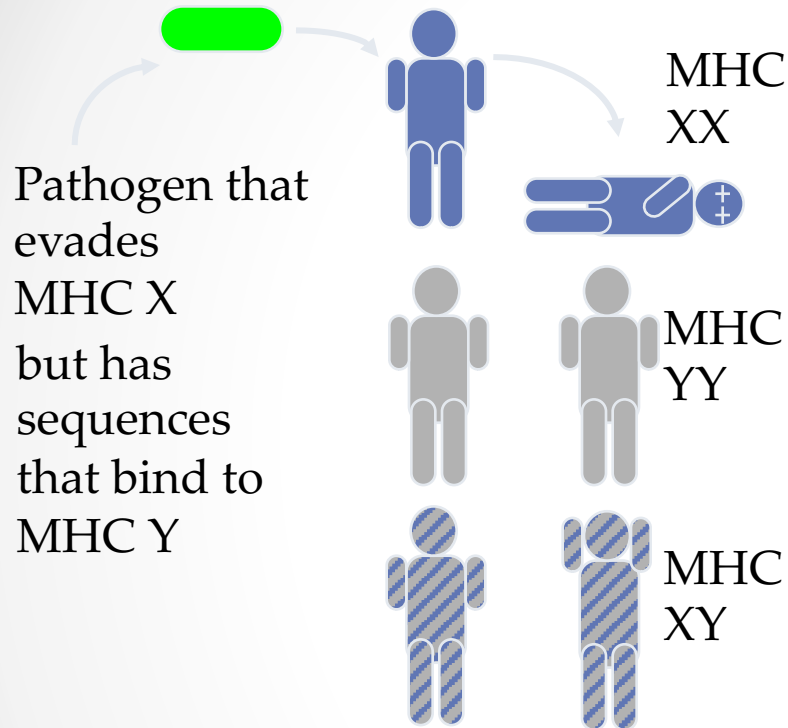 Pathogen that
evades
MHC X
but has
sequences
that bind to
MHC Y
MHC
XX
MHC
YY
MHC
XY